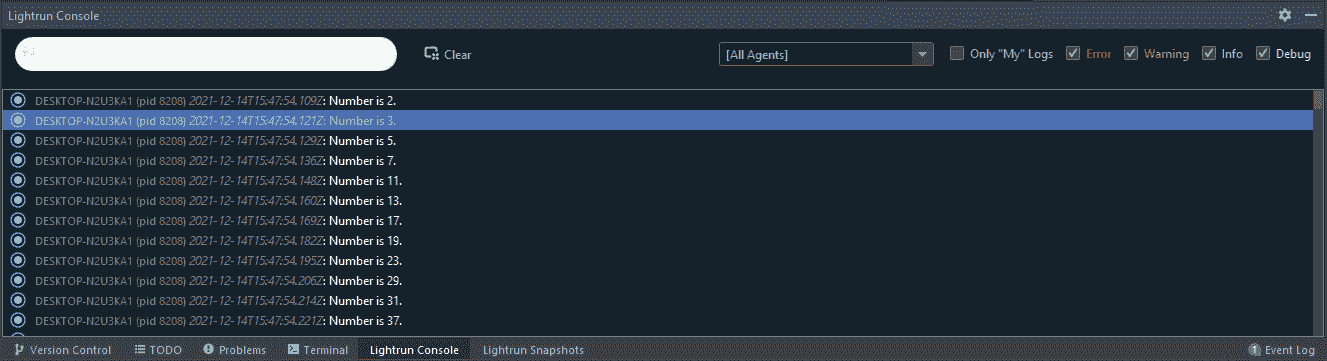 Lightrun Console
Clear
[All Agents]
Only "My" Logs
Error
Warning
Info
Debug
DESKTOP-N2U3KA1 (pid 8208) 2021-12-14T15:47:54.109Z: Number is 2.
DESKTOP-N2U3KA1 (pid 8208) 2021-12-14T15:47:54.121Z: Number is 3.
DESKTOP-N2U3KA1 (pid 8208) 2021-12-14T15:47:54.129Z: Number is 5.
DESKTOP-N2U3KA1 (pid 8208) 2021-12-14T15:47:54.136Z: Number is 7.
DESKTOP-N2U3KA1 (pid 8208) 2021-12-14T15:47:54.148Z: Number is 11.
DESKTOP-N2U3KA1 (pid 8208) 2021-12-14T15:47:54.160Z: Number is 13.
DESKTOP-N2U3KA1 (pid 8208) 2021-12-14T15:47:54.169Z: Number is 17.
DESKTOP-N2U3KA1 (pid 8208) 2021-12-14T15:47:54.182Z: Number is 19.
DESKTOP-N2U3KA1 (pid 8208) 2021-12-14T15:47:54.195Z: Number is 23.
DESKTOP-N2U3KA1 (pid 8208) 2021-12-14T15:47:54.206Z: Number is 29.
DESKTOP-N2U3KA1 (pid 8208) 2021-12-14T15:47:54.214Z: Number is 31.
DESKTOP-N2U3KA1 (pid 8208) 2021-12-14T15:47:54.221Z: Number is 37.
Version Control
TODO
Problems
Terminal
Lightrun Console
Lightrun Snapshots
1 Event Log